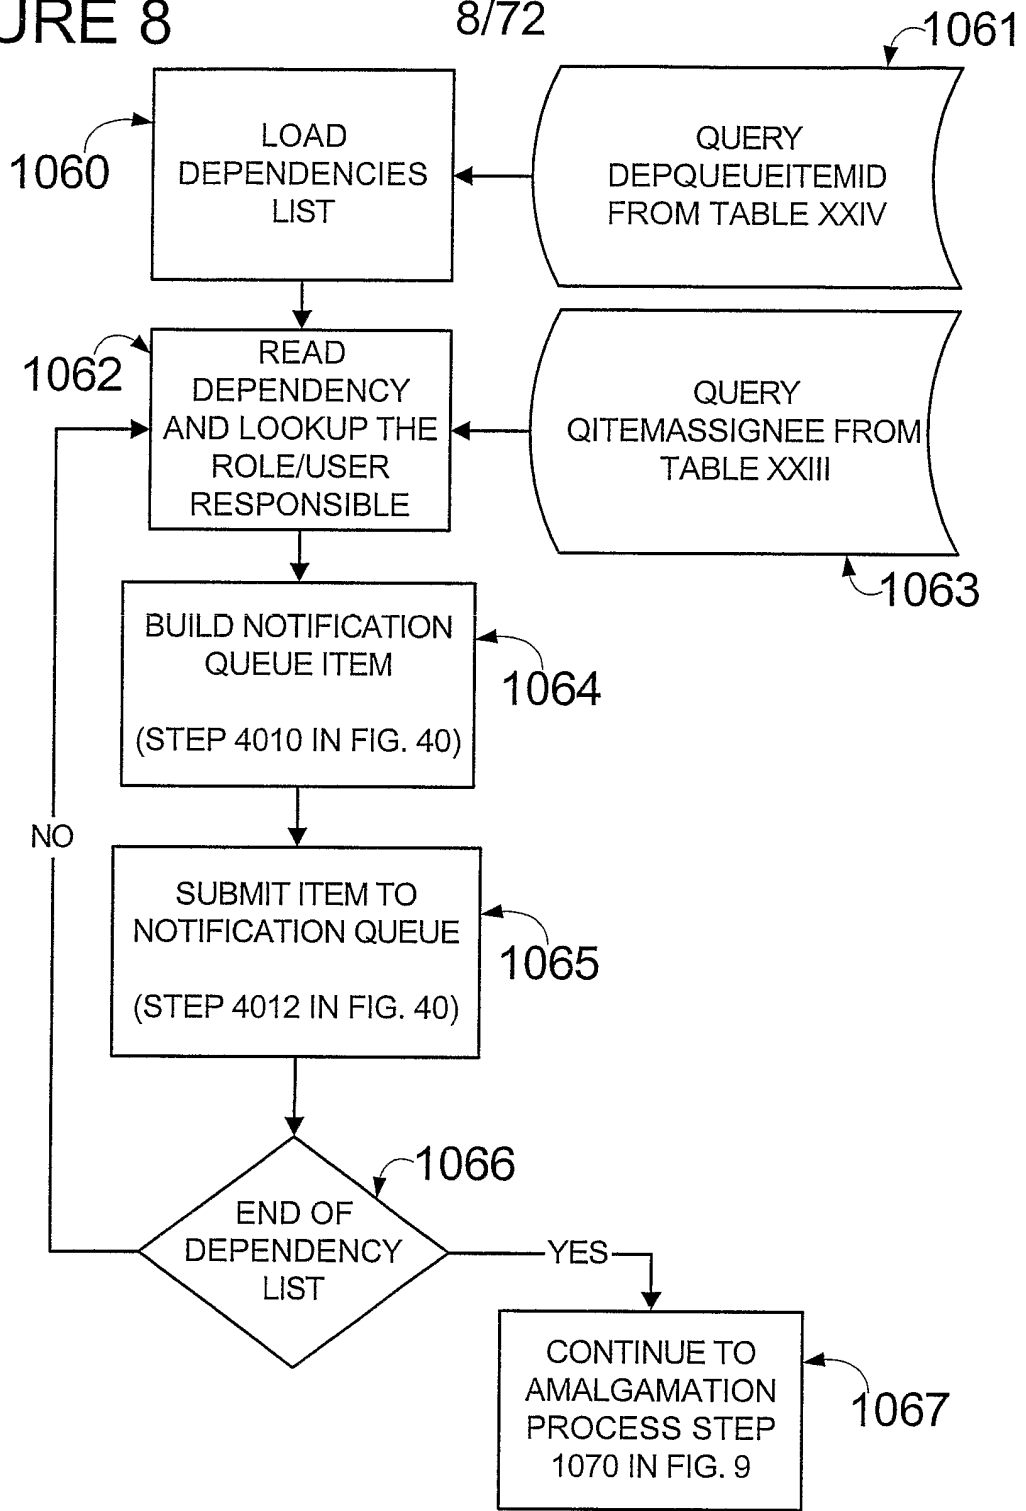 URE 8
8/72
1061
LOAD
DEPENDENCIES
LIST
1060
QUERY
DEPQUEUEITEMID
FROM TABLE XXIV
1062
READ
DEPENDENCY
AND LOOKUP THE
ROLE/USER
RESPONSIBLE
QUERY
QITEMASSIGNEE FROM
TABLE XXIII
1063
BUILD NOTIFICATION
QUEUE ITEM
(STEP 4010 IN FIG. 40)
1064
NO
SUBMIT ITEM TO
NOTIFICATION QUEUE
(STEP 4012 IN FIG. 40)
1065
1066
END OF
DEPENDENCY
LIST
YES
CONTINUE TO
AMALGAMATION
PROCESS STEP
1070 IN FIG. 9
1067